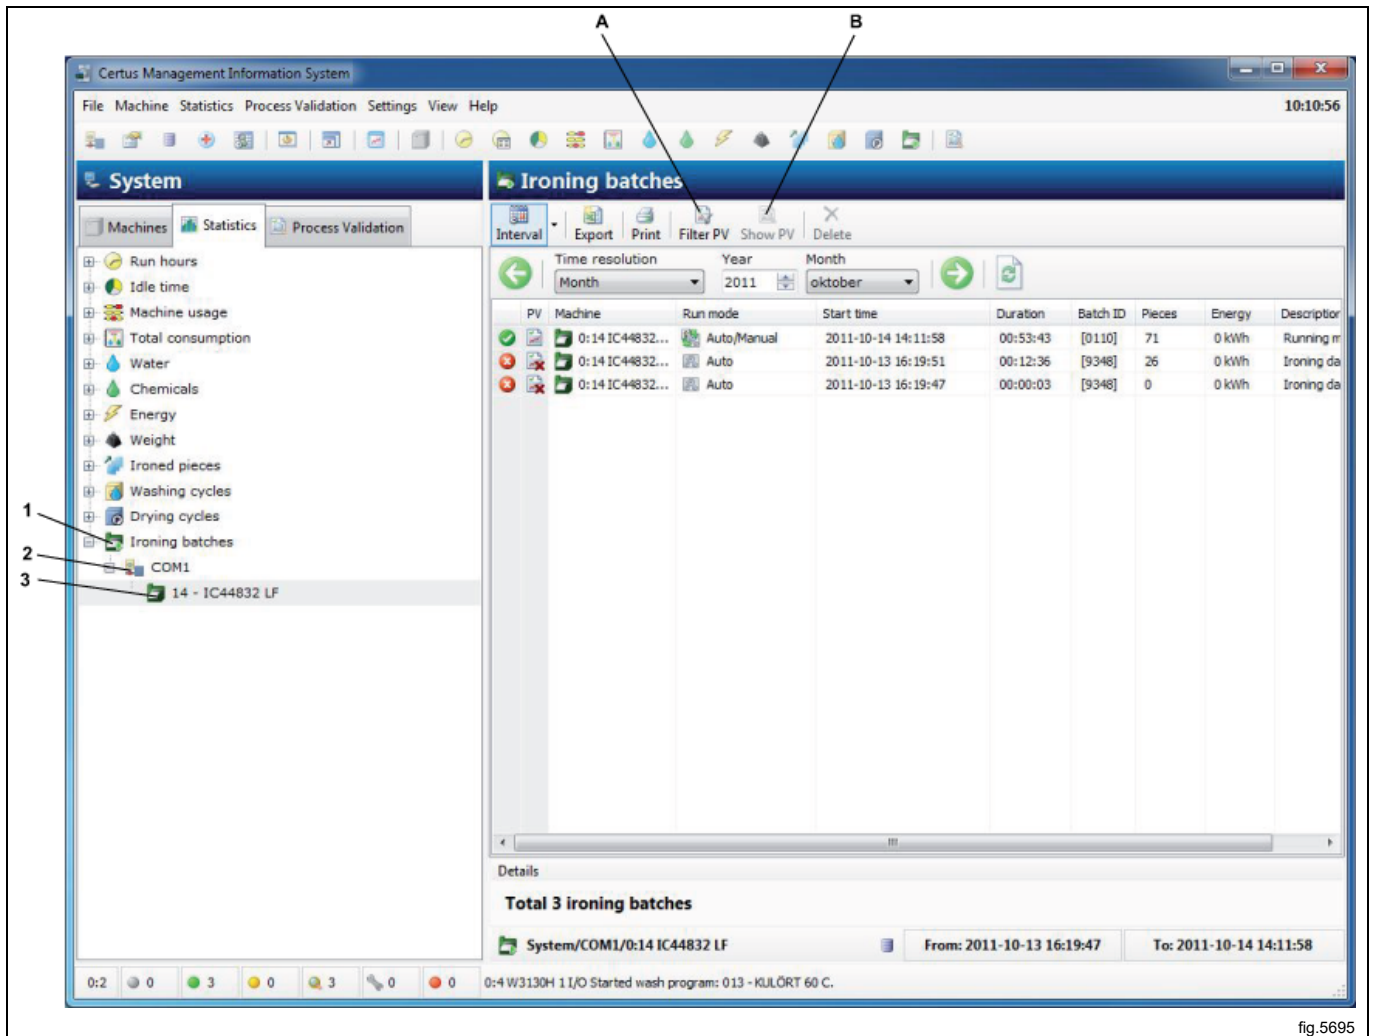 A B
Certus Management Information System
File Machine Statistics Process Validation Settings View Help 10:10:56
System
Machines Statistics Process Validation
Run hours
Idle time
Machine usage
Total consumption
Water
Chemicals
Energy
Weight
Ironed pieces
Washing cycles
Drying cycles
1 Ironing batches
2 COM1
3 14 - IC44832 LF
Ironing batches
Interval Export Print Filter PV Show PV Delete
Time resolution Year Month
Month 2011 oktober
PV Machine Run mode Start time Duration Batch ID Pieces Energy Description
0:14 IC44832... Auto/Manual 2011-10-14 14:11:58 00:53:43 [0110] 71 0 kWh Running m
0:14 IC44832... Auto 2011-10-13 16:19:51 00:12:36 [9348] 26 0 kWh Ironing da
0:14 IC44832... Auto 2011-10-13 16:19:47 00:00:03 [9348] 0 0 kWh Ironing da
Details
Total 3 ironing batches
System/COM1/0:14 IC44832 LF From: 2011-10-13 16:19:47 To: 2011-10-14 14:11:58
0:2 0 3 0 3 0 0 0:4 W3130H 1 I/O Started wash program: 013 - KULÖRT 60 C.
fig.5695